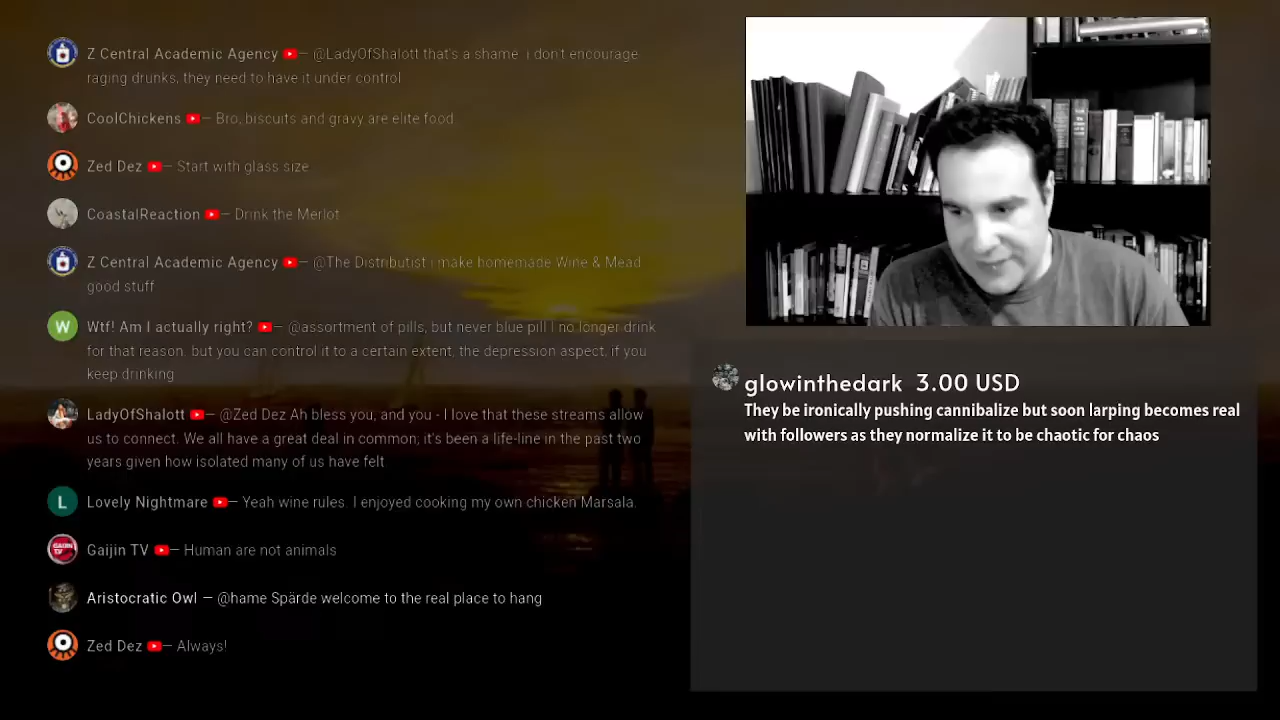 Z Central Academic Agency — @LadyOfShalott that's a shame i don't encourage
raging drunks, they need to have it under control
CoolChickens — Bro, biscuits and gravy are elite food.
Zed Dez — Start with glass size
CoastalReaction — Drink the Merlot
Z Central Academic Agency — @The Distributist i make homemade Wine & Mead
good stuff
W
Wtf! Am I actually right? — @assortment of pills, but never blue pill I no longer drink
for that reason. but you can control it to a certain extent, the depression aspect, if you
keep drinking
LadyOfShalott — @Zed Dez Ah bless you, and you - I love that these streams allow
us to connect. We all have a great deal in common; it's been a life-line in the past two
years given how isolated many of us have felt
L
Lovely Nightmare — Yeah wine rules. I enjoyed cooking my own chicken Marsala.
GAIJIN TV
Gaijin TV — Human are not animals
Aristocratic Owl — @hame Spärde welcome to the real place to hang
Zed Dez — Always!
glowinthedark 3.00 USD
They be ironically pushing cannibalize but soon larping becomes real
with followers as they normalize it to be chaotic for chaos